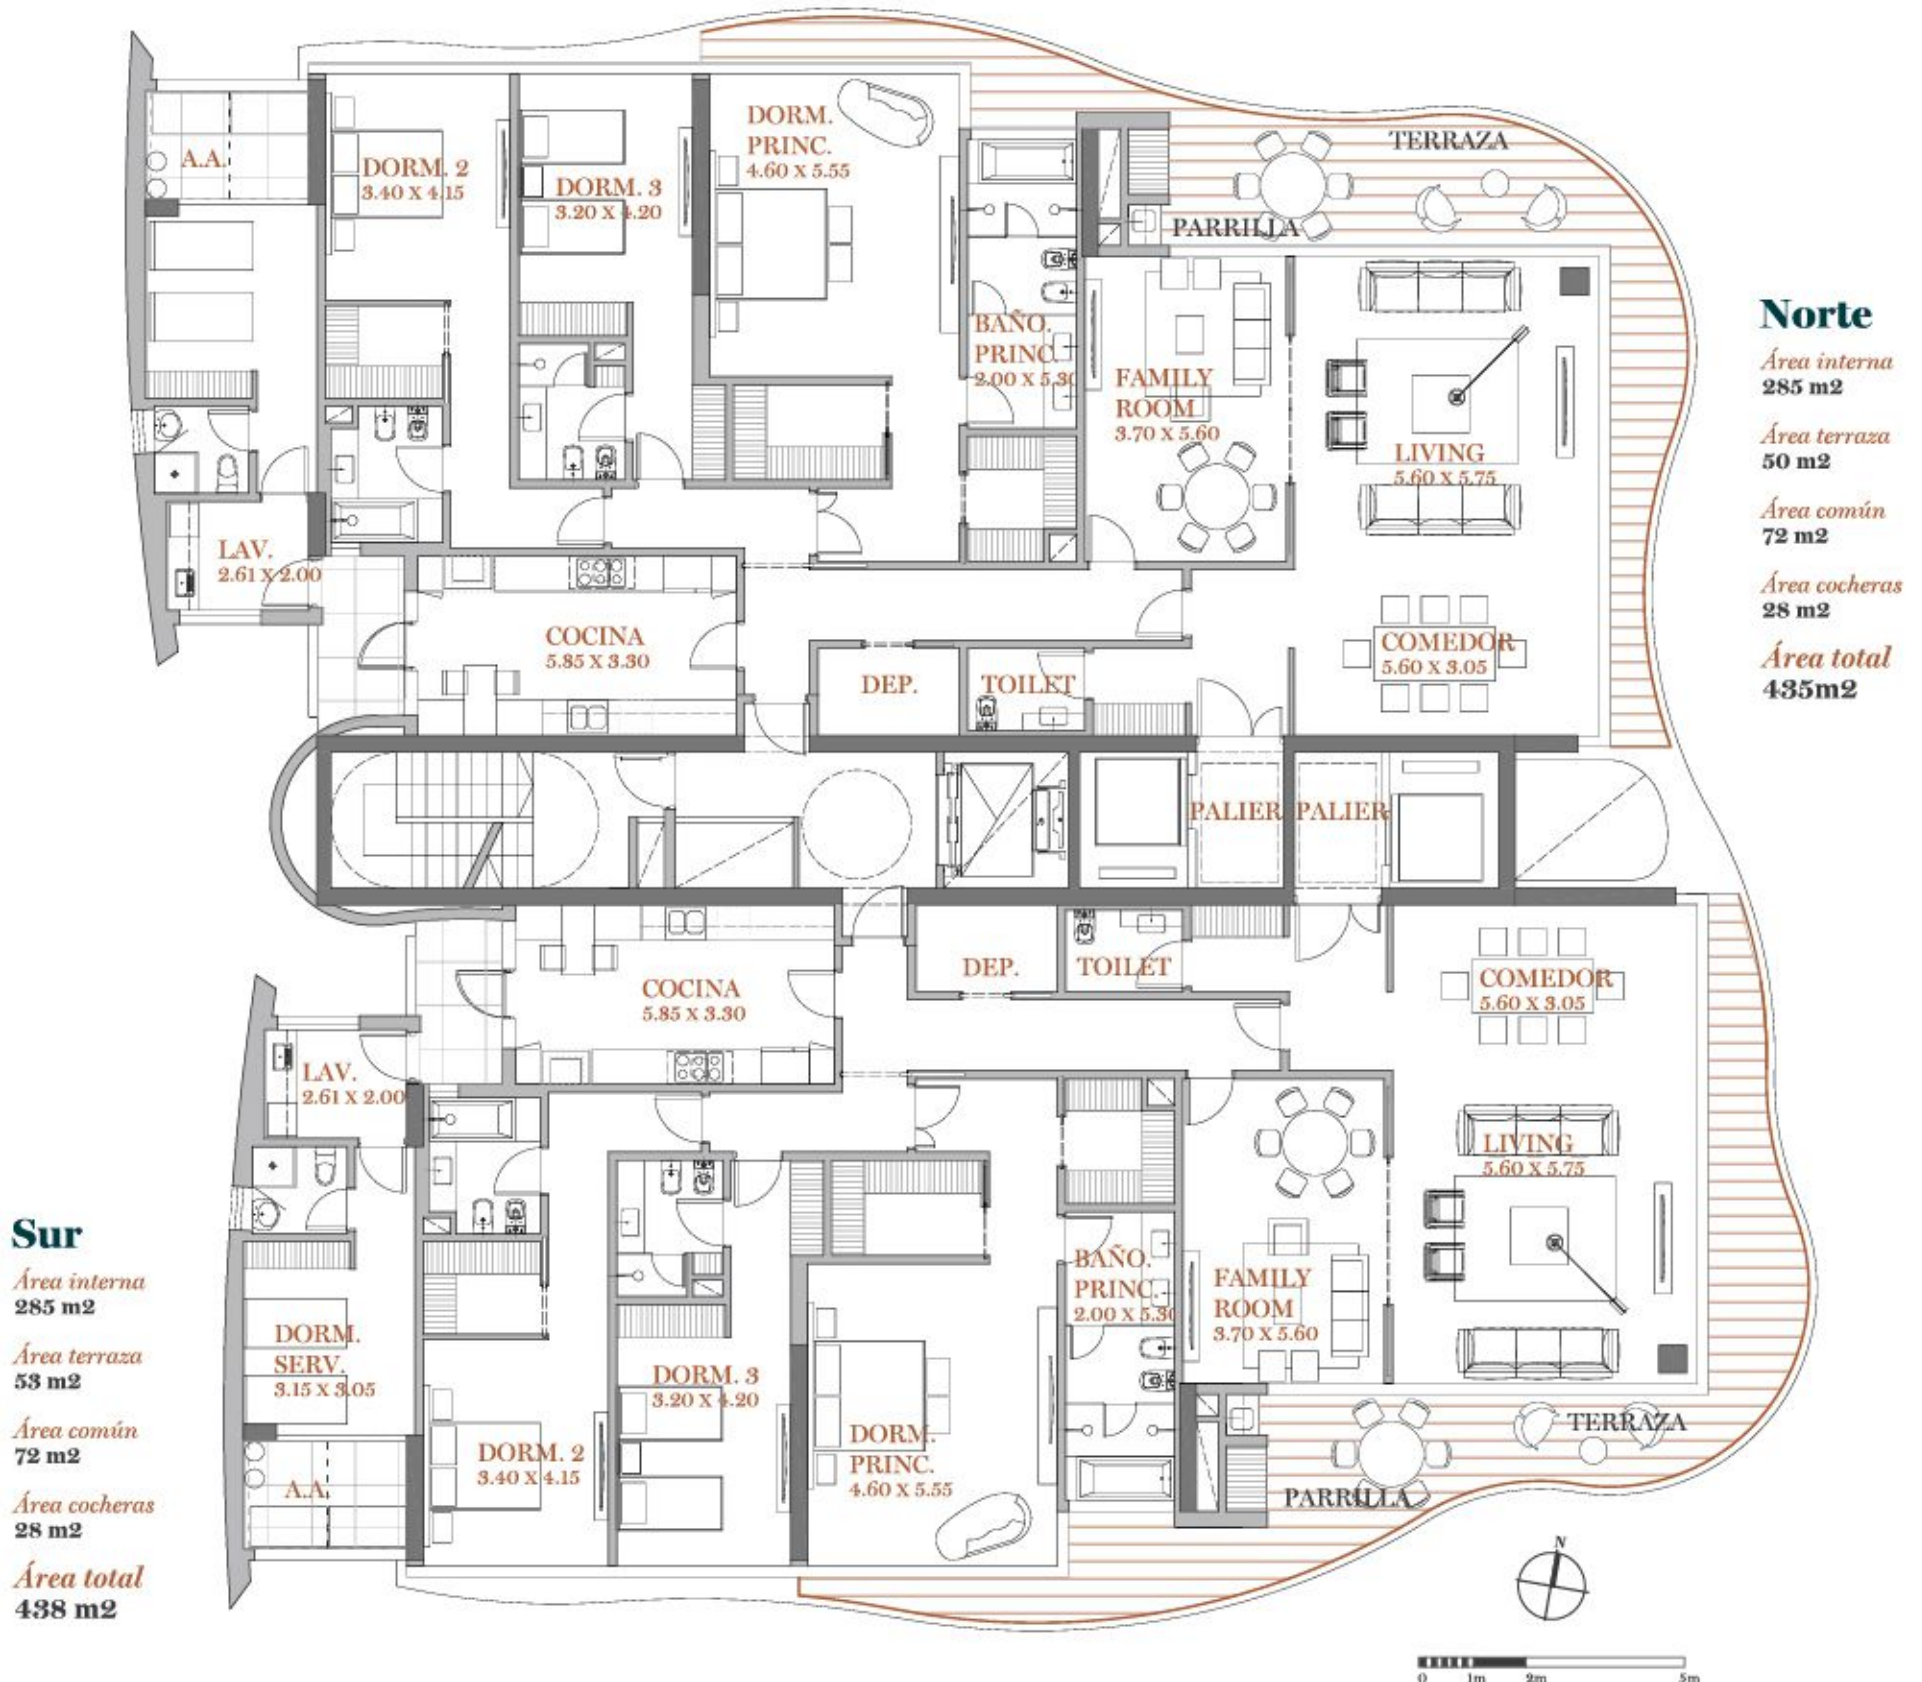 A.A.
DORM. 2
3.40 X 4.15
DORM. 3
3.20 X 4.20
DORM.
PRINC.
4.60 X 5.55
TERRAZA
PARRILLA
BAÑO.
PRINC.
2.00 X 5.30
FAMILY
ROOM
3.70 X 5.60
LIVING
5.60 X 5.75
LAV.
2.61 X 2.00
COCINA
5.85 X 3.30
DEP.
TOILET
COMEDOR
5.60 X 3.05
Norte
Área interna
285 m2
Área terraza
50 m2
Área común
72 m2
Área cocheras
28 m2
Área total
435m2
PALIER
PALIER
COCINA
5.85 X 3.30
DEP.
TOILET
COMEDOR
5.60 X 3.05
LAV.
2.61 X 2.00
LIVING
5.60 X 5.75
BAÑO.
PRINC.
2.00 X 5.30
FAMILY
ROOM
3.70 X 5.60
DORM.
SERV.
3.15 X 3.05
DORM. 3
3.20 X 4.20
DORM. 2
3.40 X 4.15
DORM.
PRINC.
4.60 X 5.55
A.A.
TERRAZA
PARRILLA
Sur
Área interna
285 m2
Área terraza
53 m2
Área común
72 m2
Área cocheras
28 m2
Área total
438 m2
N
0 1m 2m 5m